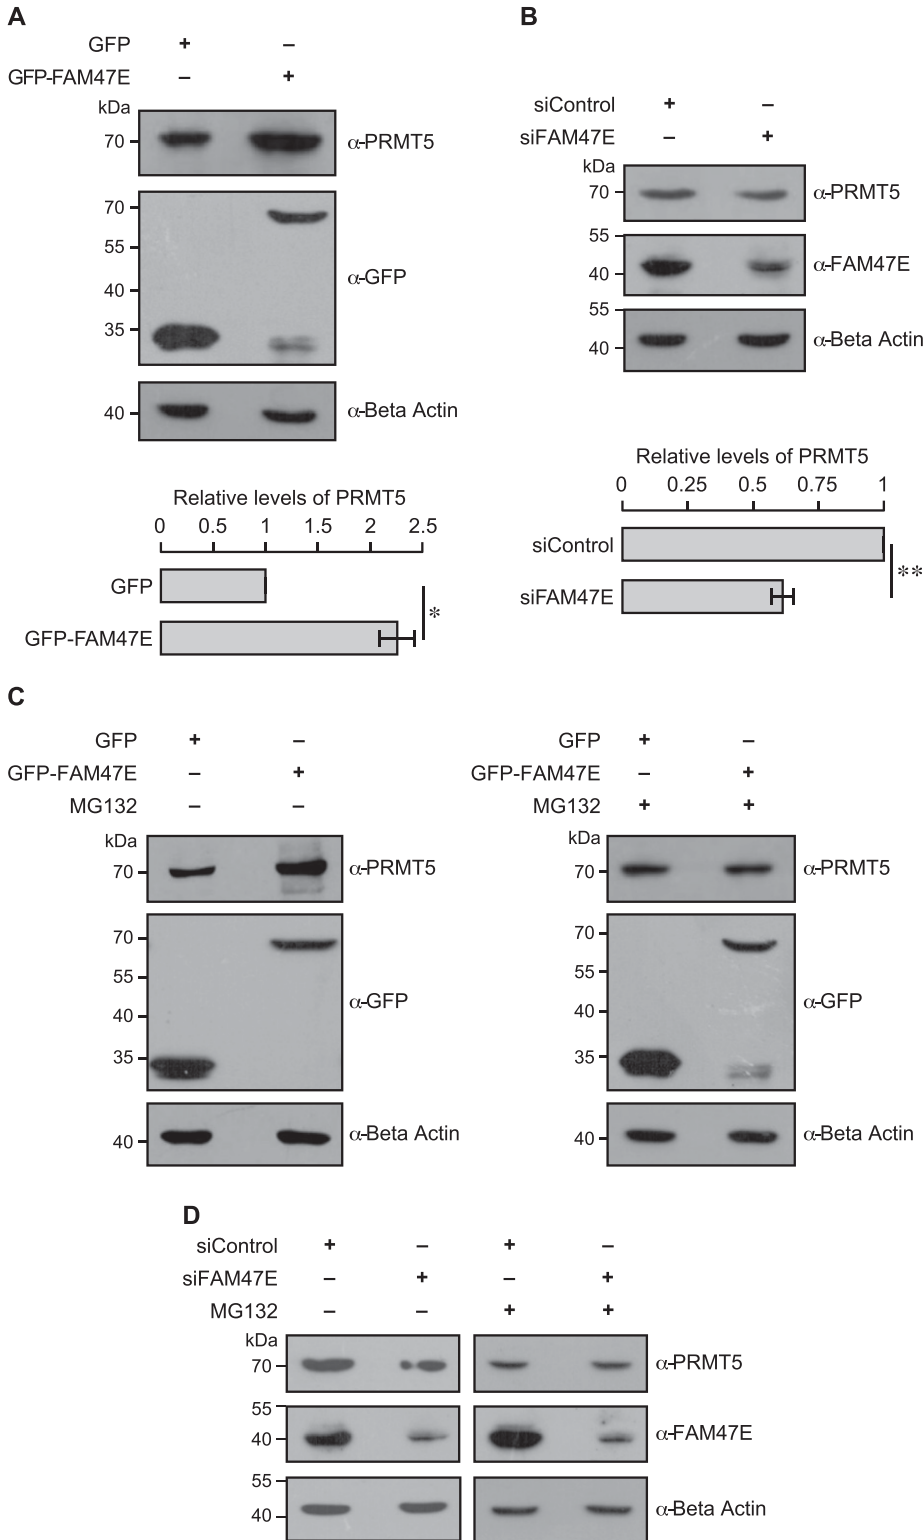 A
GFP + –
GFP-FAM47E – +
kDa
70 α-PRMT5
70
55
40
35
α-GFP
40 α-Beta Actin
Relative levels of PRMT5
0 0.5 1 1.5 2 2.5
GFP
GFP-FAM47E
*
B
siControl + –
siFAM47E – +
kDa
70 α-PRMT5
55
40 α-FAM47E
55
40 α-Beta Actin
Relative levels of PRMT5
0 0.25 0.5 0.75 1
siControl
siFAM47E
**
C
GFP + –
GFP-FAM47E – +
MG132 – –
kDa
70 α-PRMT5
70
55
40
35
α-GFP
40 α-Beta Actin
GFP + –
GFP-FAM47E – +
MG132 + +
kDa
70 α-PRMT5
70
55
40
35
α-GFP
40 α-Beta Actin
D
siControl + – + –
siFAM47E – + – +
MG132 – – + +
kDa
70 α-PRMT5
55
40 α-FAM47E
55
40 α-Beta Actin